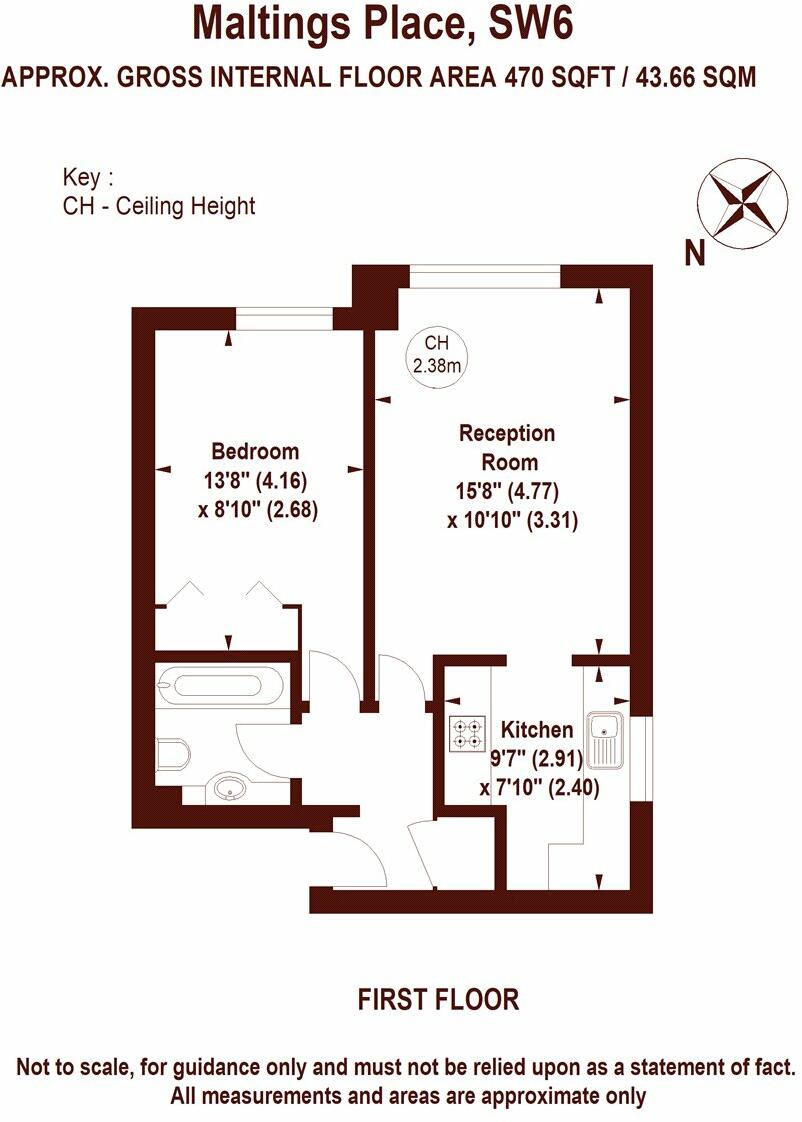 Maltings Place, SW6
APPROX. GROSS INTERNAL FLOOR AREA 470 SQFT / 43.66 SQM
Key :
CH - Ceiling Height
N
CH
2.38m
Bedroom
13'8" (4.16)
x 8'10" (2.68)
Reception
Room
15'8" (4.77)
x 10'10" (3.31)
Kitchen
9'7" (2.91)
x 7'10" (2.40)
FIRST FLOOR
Not to scale, for guidance only and must not be relied upon as a statement of fact.
All measurements and areas are approximate only